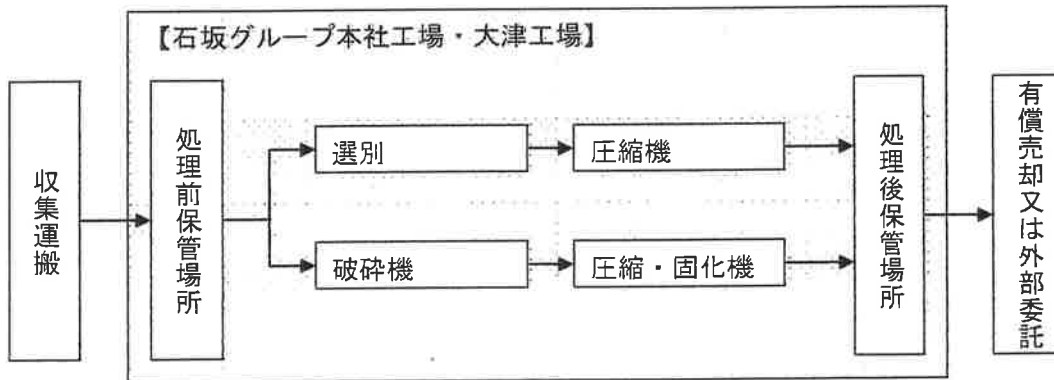 【石坂グループ本社工場・大津工場】
収集運搬
処理前保管場所
選別
圧縮機
破砕機
圧縮・固化機
処理後保管場所
有償売却又は外部委託